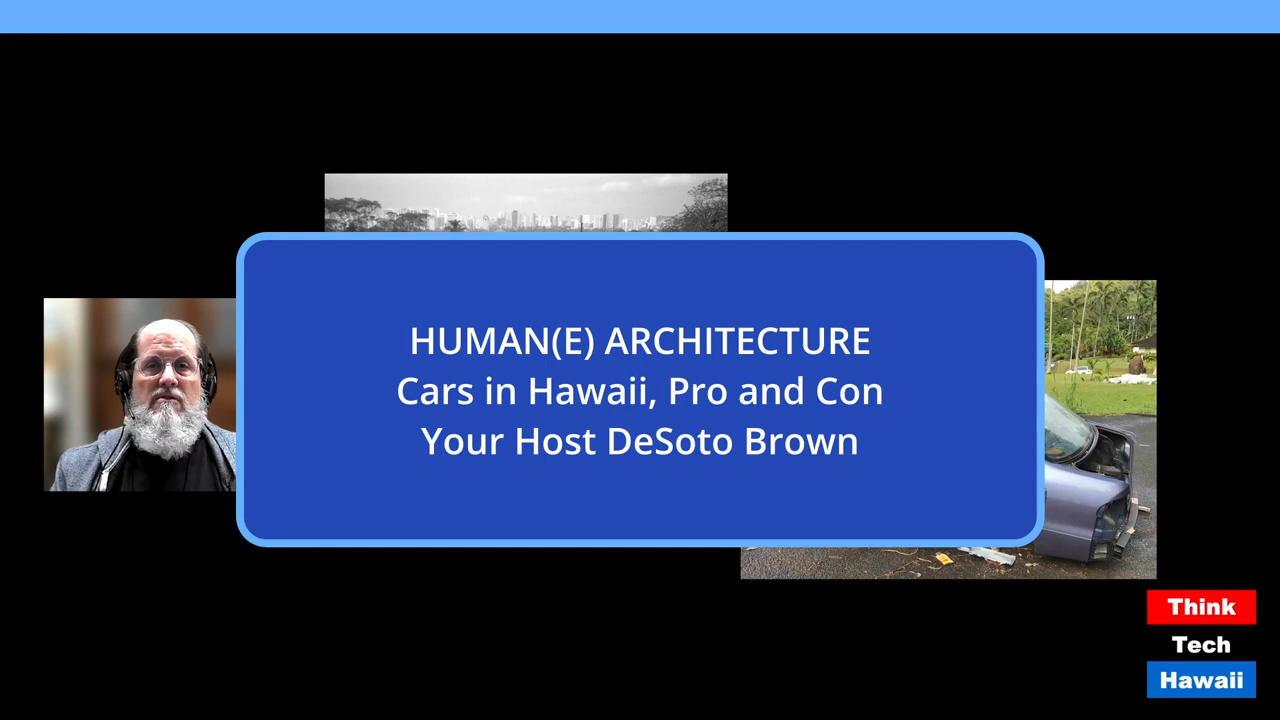 HUMAN(E) ARCHITECTURE
Cars in Hawaii, Pro and Con
Your Host DeSoto Brown
Think
Tech
Hawaii